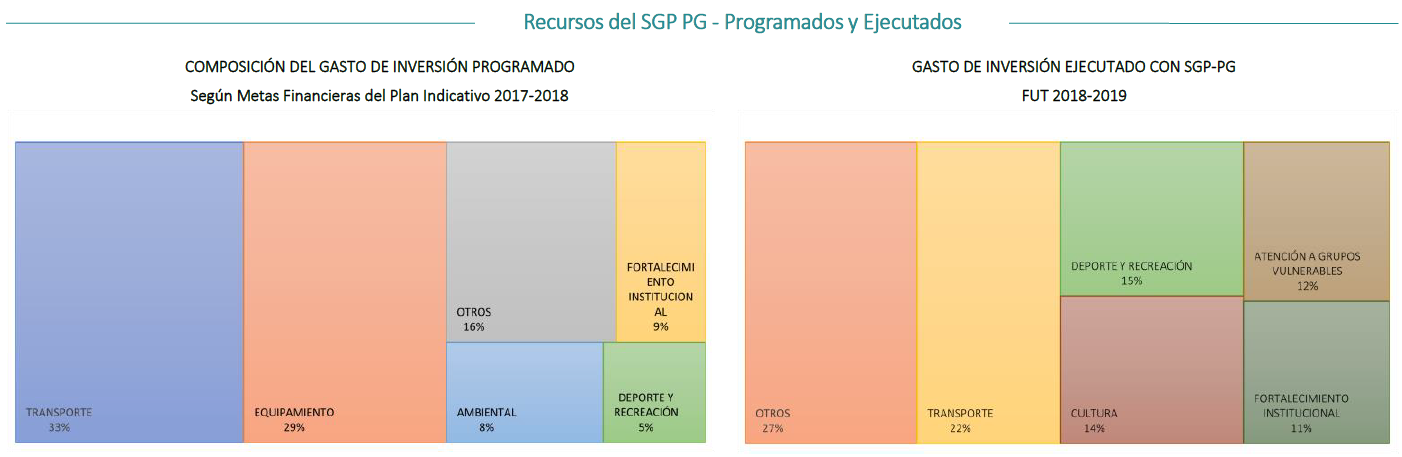 Recursos del SGP PG - Programados y Ejecutados
COMPOSICIÓN DEL GASTO DE INVERSIÓN PROGRAMADO
Según Metas Financieras del Plan Indicativo 2017-2018
TRANSPORTE
33%
EQUIPAMIENTO
29%
OTROS
16%
FORTALECIMI
ENTO
INSTITUCION
AL
9%
AMBIENTAL
8%
DEPORTE Y
RECREACIÓN
5%
GASTO DE INVERSIÓN EJECUTADO CON SGP-PG
FUT 2018-2019
OTROS
27%
TRANSPORTE
22%
DEPORTE Y RECREACIÓN
15%
CULTURA
14%
ATENCIÓN A GRUPOS
VULNERABLES
12%
FORTALECIMIENTO
INSTITUCIONAL
11%